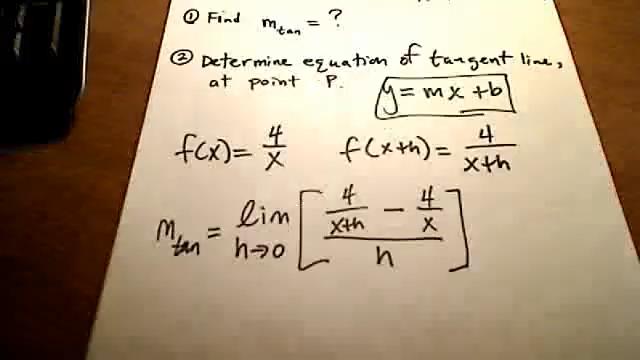 ① Find m_tan = ?
② Determine equation of tangent line,
at point P.
y = mx + b
f(x) = 4/x f(x+h) = 4/(x+h)
m_tan = lim h→0 [ (4/(x+h) − 4/x) / h ]